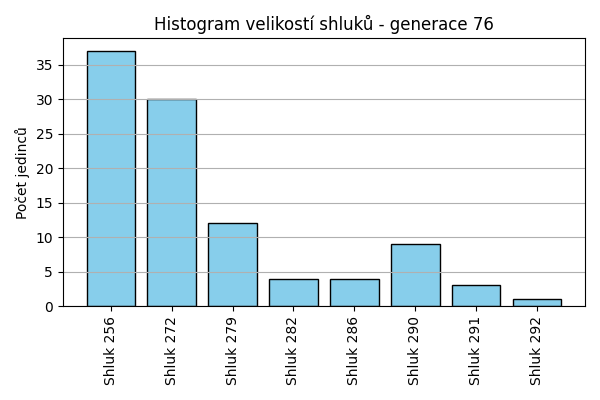 Histogram velikostí shluků - generace 76
Počet jedinců
35
30
25
20
15
10
5
0
Shluk 256
Shluk 272
Shluk 279
Shluk 282
Shluk 286
Shluk 290
Shluk 291
Shluk 292